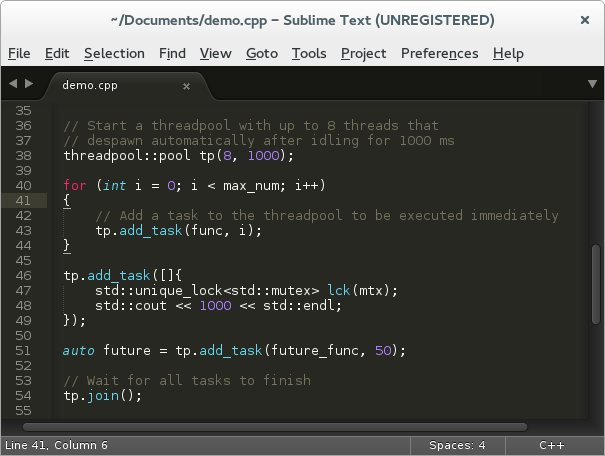 ~/Documents/demo.cpp – Sublime Text (UNREGISTERED) ×
File Edit Selection Find View Goto Tools Project Preferences Help
demo.cpp ×
35
36 // Start a threadpool with up to 8 threads that
37 // despawn automatically after idling for 1000 ms
38 threadpool::pool tp(8, 1000);
39
40 for (int i = 0; i < max_num; i++)
41 {
42     // Add a task to the threadpool to be executed immediately
43     tp.add_task(func, i);
44 }
45
46 tp.add_task([]{
47     std::unique_lock<std::mutex> lck(mtx);
48     std::cout << 1000 << std::endl;
49 });
50
51 auto future = tp.add_task(future_func, 50);
52
53 // Wait for all tasks to finish
54 tp.join();
55
Line 41, Column 6 Spaces: 4 C++